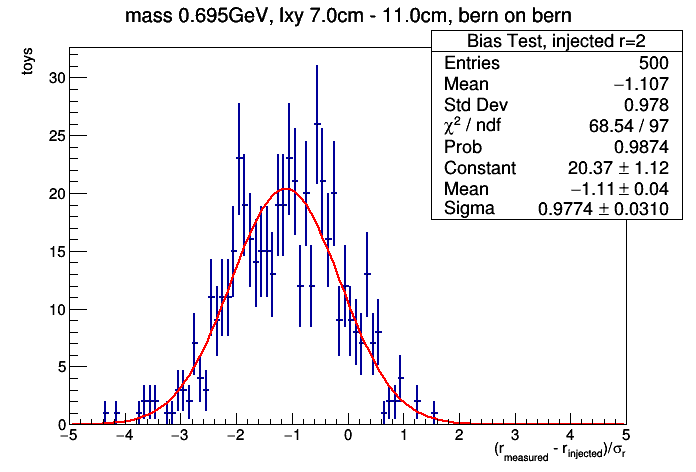 mass 0.695GeV, lxy 7.0cm - 11.0cm, bern on bern
Bias Test, injected r=2
Entries 500
Mean −1.107
Std Dev 0.978
χ² / ndf 68.54 / 97
Prob 0.9874
Constant 20.37 ± 1.12
Mean −1.11 ± 0.04
Sigma 0.9774 ± 0.0310
toys
30
25
20
15
10
5
0
−5 −4 −3 −2 −1 0 1 2 3 4 5
(r_measured - r_injected)/σ_r